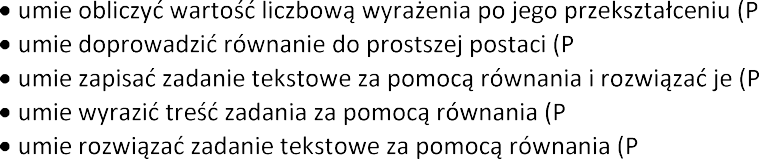 • umie obliczyć wartość liczbową wyrażenia po jego przekształceniu (P
• umie doprowadzić równanie do prostszej postaci (P
• umie zapisać zadanie tekstowe za pomocą równania i rozwiązać je (P
• umie wyrazić treść zadania za pomocą równania (P
• umie rozwiązać zadanie tekstowe za pomocą równania (P